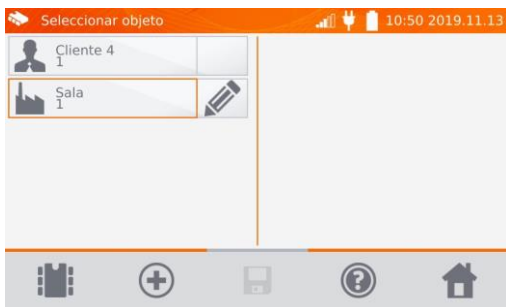 Seleccionar objeto
10:50 2019.11.13
Cliente 4
1
Sala
1